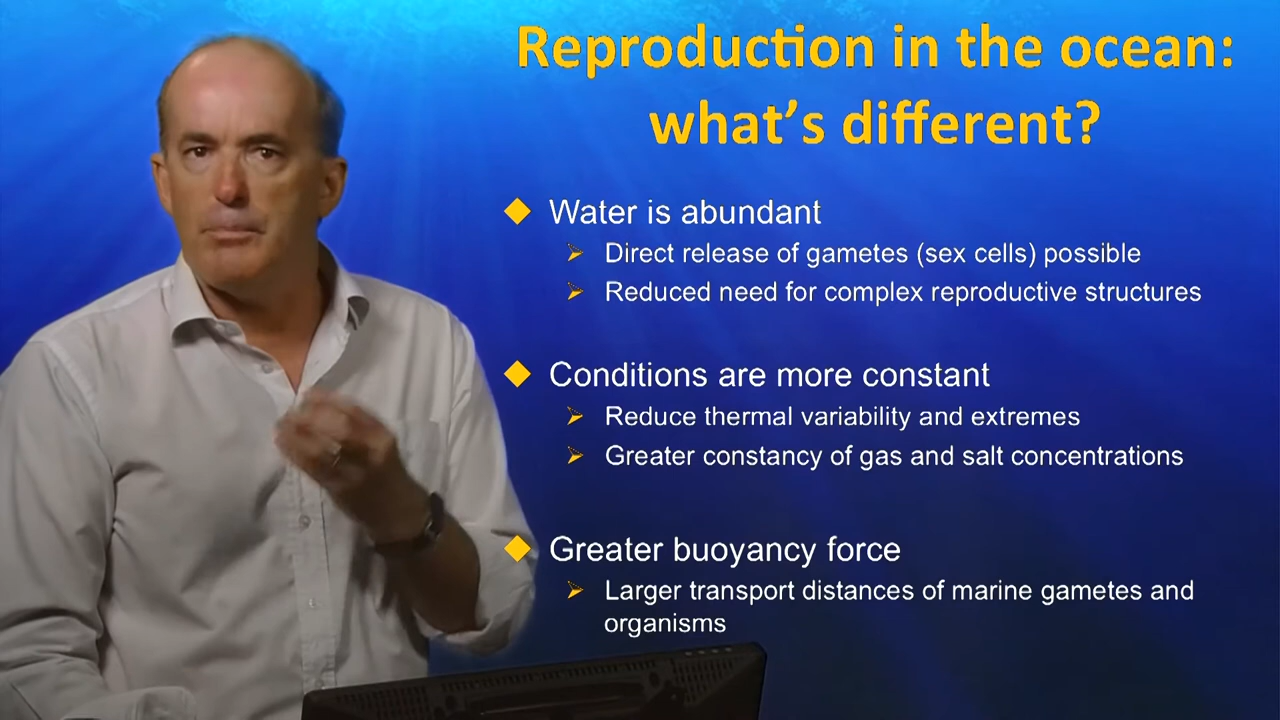 Reproduction in the ocean:
what's different?
Water is abundant
Direct release of gametes (sex cells) possible
Reduced need for complex reproductive structures
Conditions are more constant
Reduce thermal variability and extremes
Greater constancy of gas and salt concentrations
Greater buoyancy force
Larger transport distances of marine gametes and
organisms